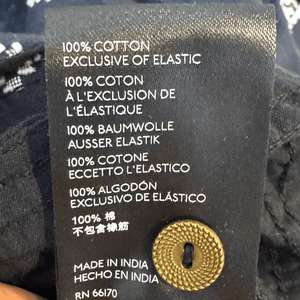 100% COTTON
EXCLUSIVE OF ELASTIC
100% COTON
À L'EXCLUSION DE
L'ÉLASTIQUE
100% BAUMWOLLE
AUSSER ELASTIK
100% COTONE
ECCETTO L'ELASTICO
100% ALGODÓN
EXCLUSIVO DE ELÁSTICO
100% 棉
不包含橡筋
MADE IN INDIA
HECHO EN INDIA
RN 66170